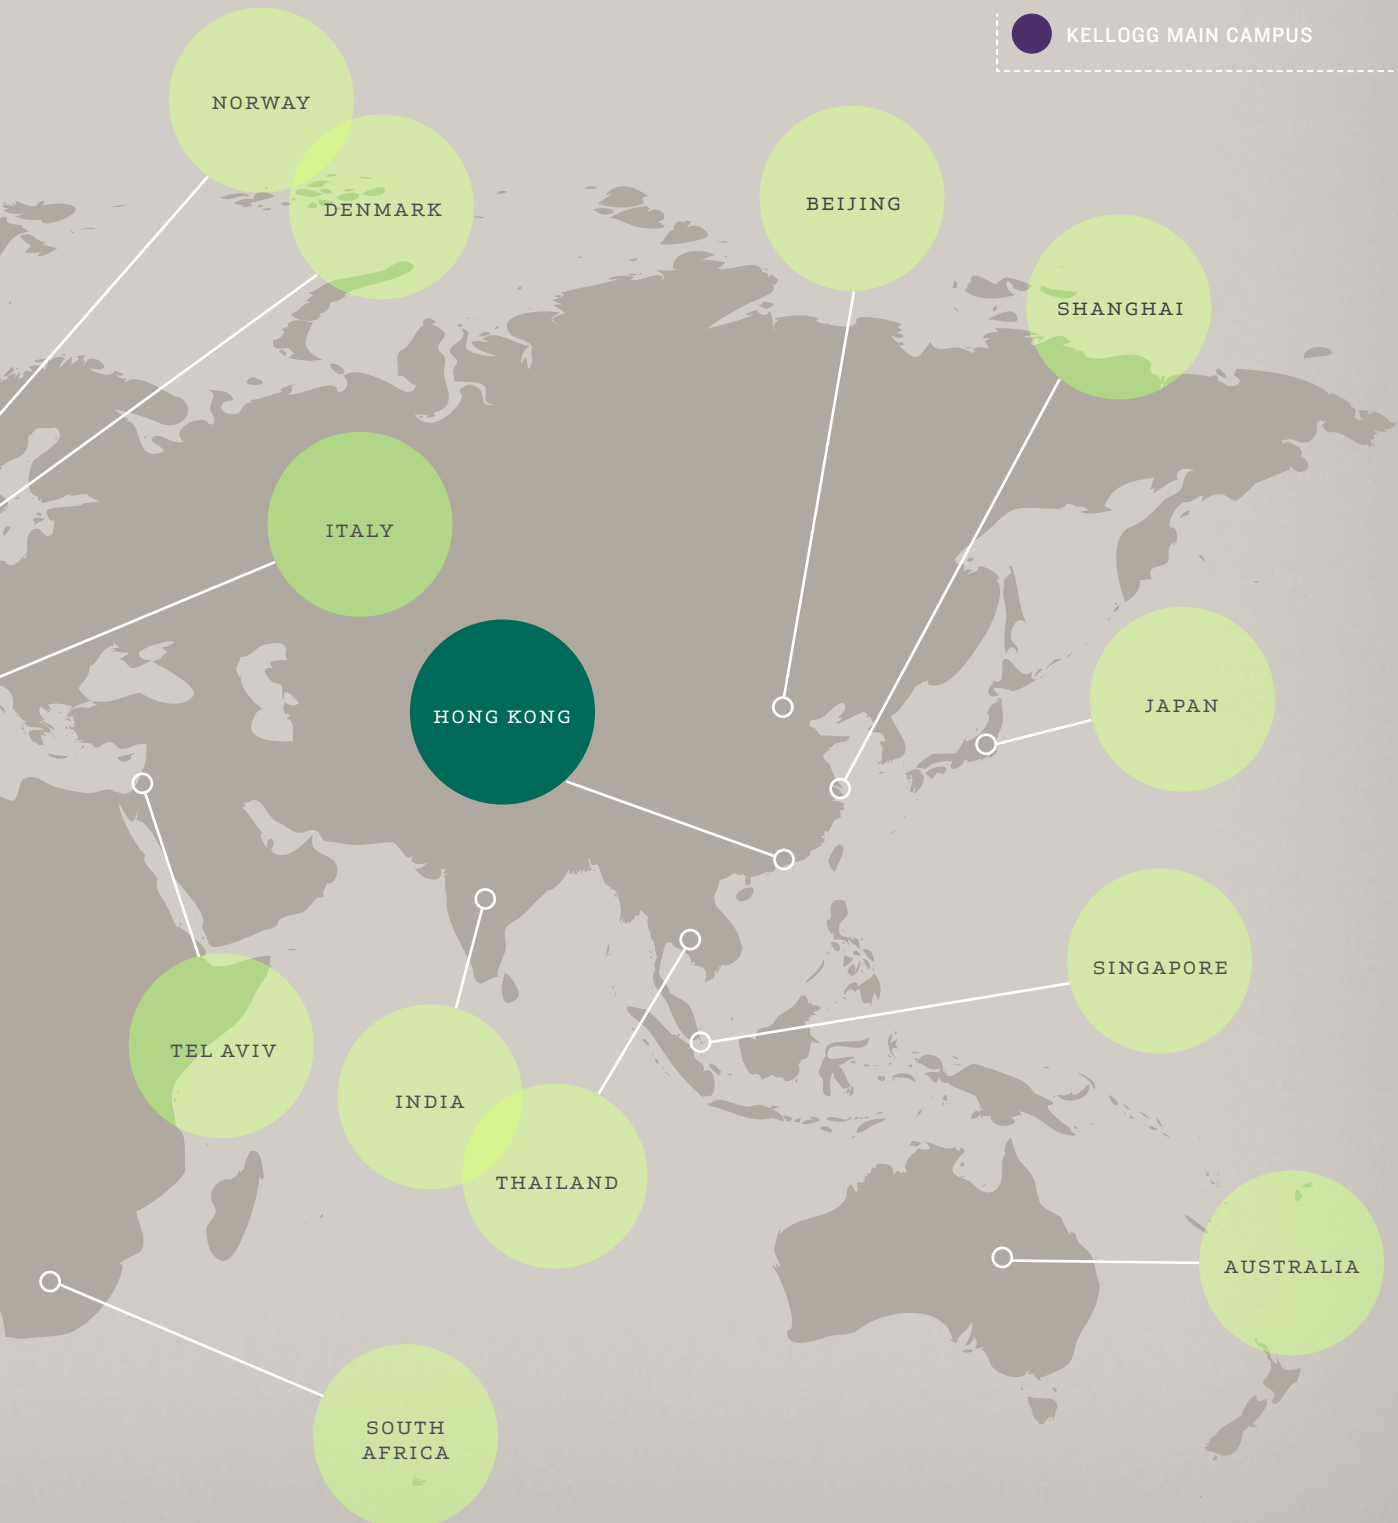 KELLOGG MAIN CAMPUS
NORWAY
DENMARK
BEIJING
SHANGHAI
ITALY
HONG KONG
JAPAN
SINGAPORE
TEL AVIV
INDIA
THAILAND
AUSTRALIA
SOUTH
AFRICA